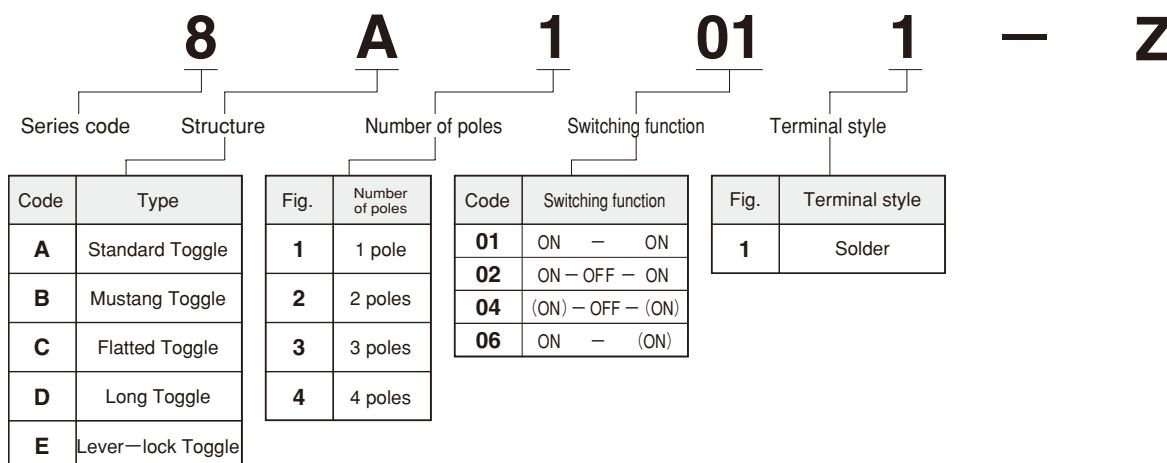 8 A 1 01 1 — Z
Series code Structure Number of poles Switching function Terminal style
Code Type
A Standard Toggle
B Mustang Toggle
C Flatted Toggle
D Long Toggle
E Lever—lock Toggle
Fig. Number of poles
1 1 pole
2 2 poles
3 3 poles
4 4 poles
Code Switching function
01 ON — ON
02 ON — OFF — ON
04 (ON) — OFF — (ON)
06 ON — (ON)
Fig. Terminal style
1 Solder